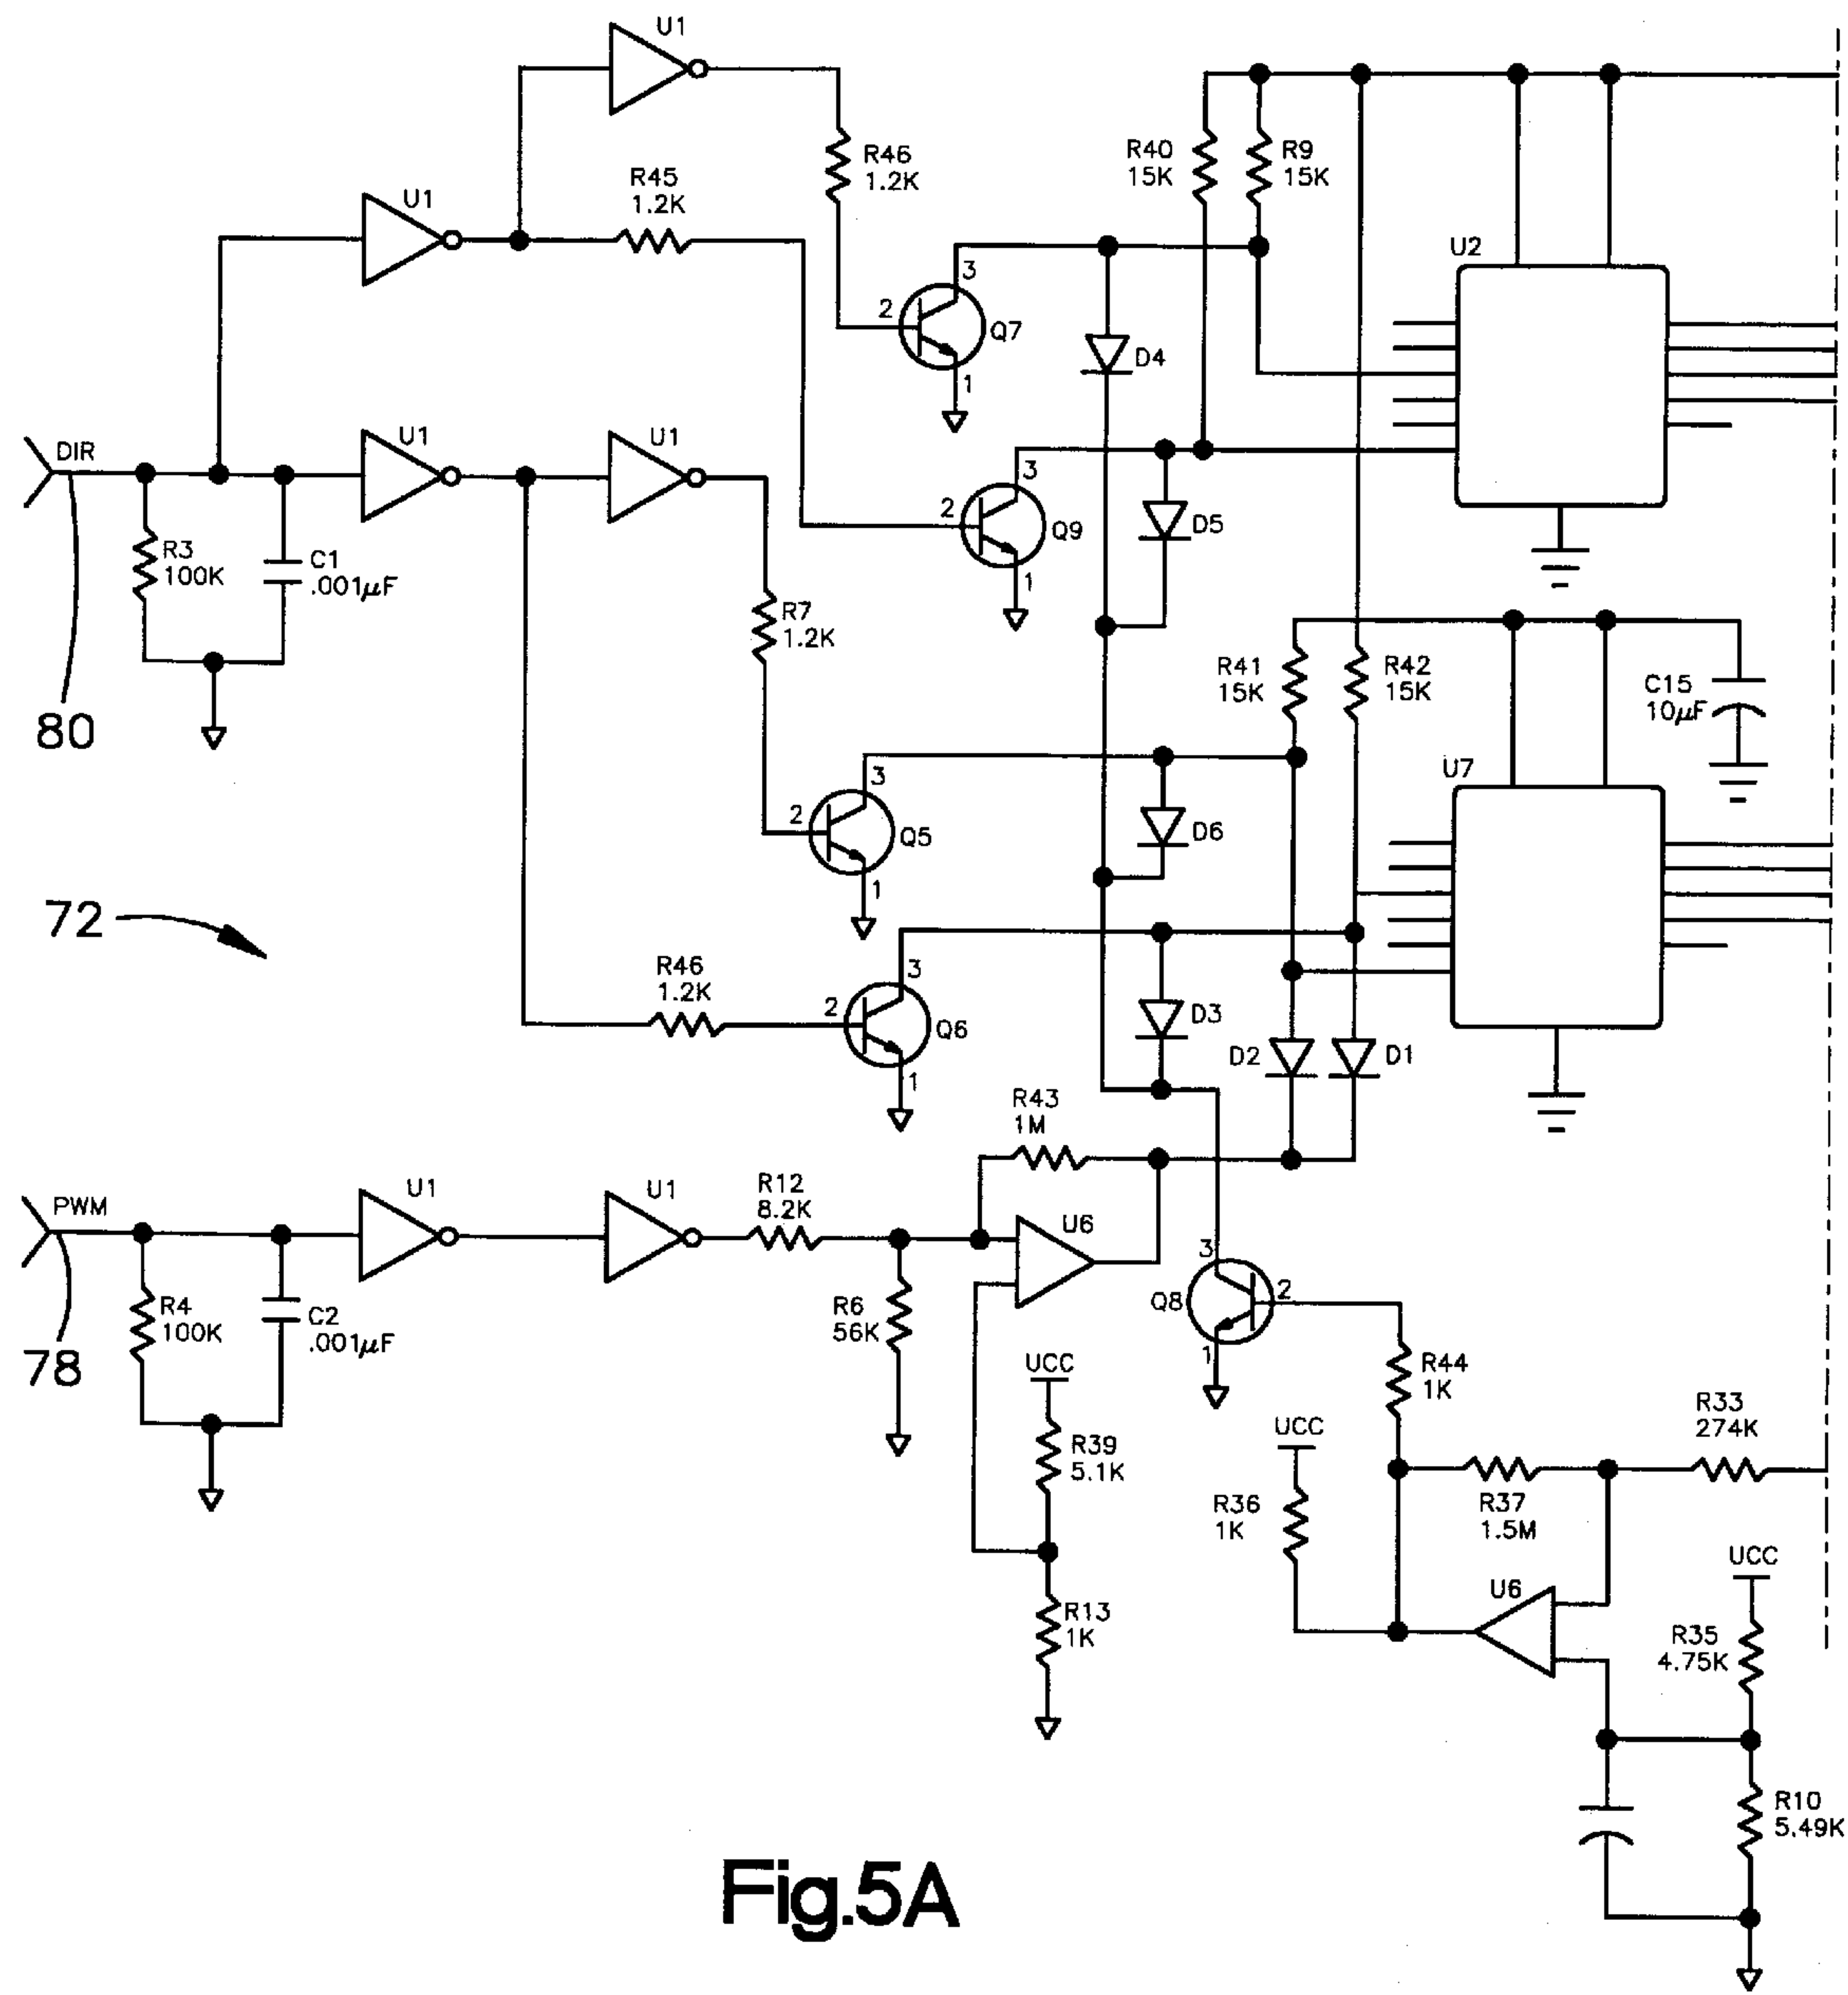 U1
U1
R46
1.2K
R45
1.2K
R40
15K
R9
15K
U2
3
2
Q7
1
D4
DIR
U1
U1
3
2
Q9
1
D5
R3
100K
C1
.001μF
80
R7
1.2K
R41
15K
R42
15K
C15
10μF
U7
3
2
Q5
1
D6
72
R46
1.2K
3
2
Q6
1
D3
D2
D1
R43
1M
PWM
U1
U1
R12
8.2K
U6
R4
100K
C2
.001μF
78
R6
56K
3
Q8
2
1
UCC
R39
5.1K
R13
1K
R44
1K
UCC
R36
1K
R37
1.5M
R33
274K
U6
UCC
R35
4.75K
R10
5.49K
Fig.5A